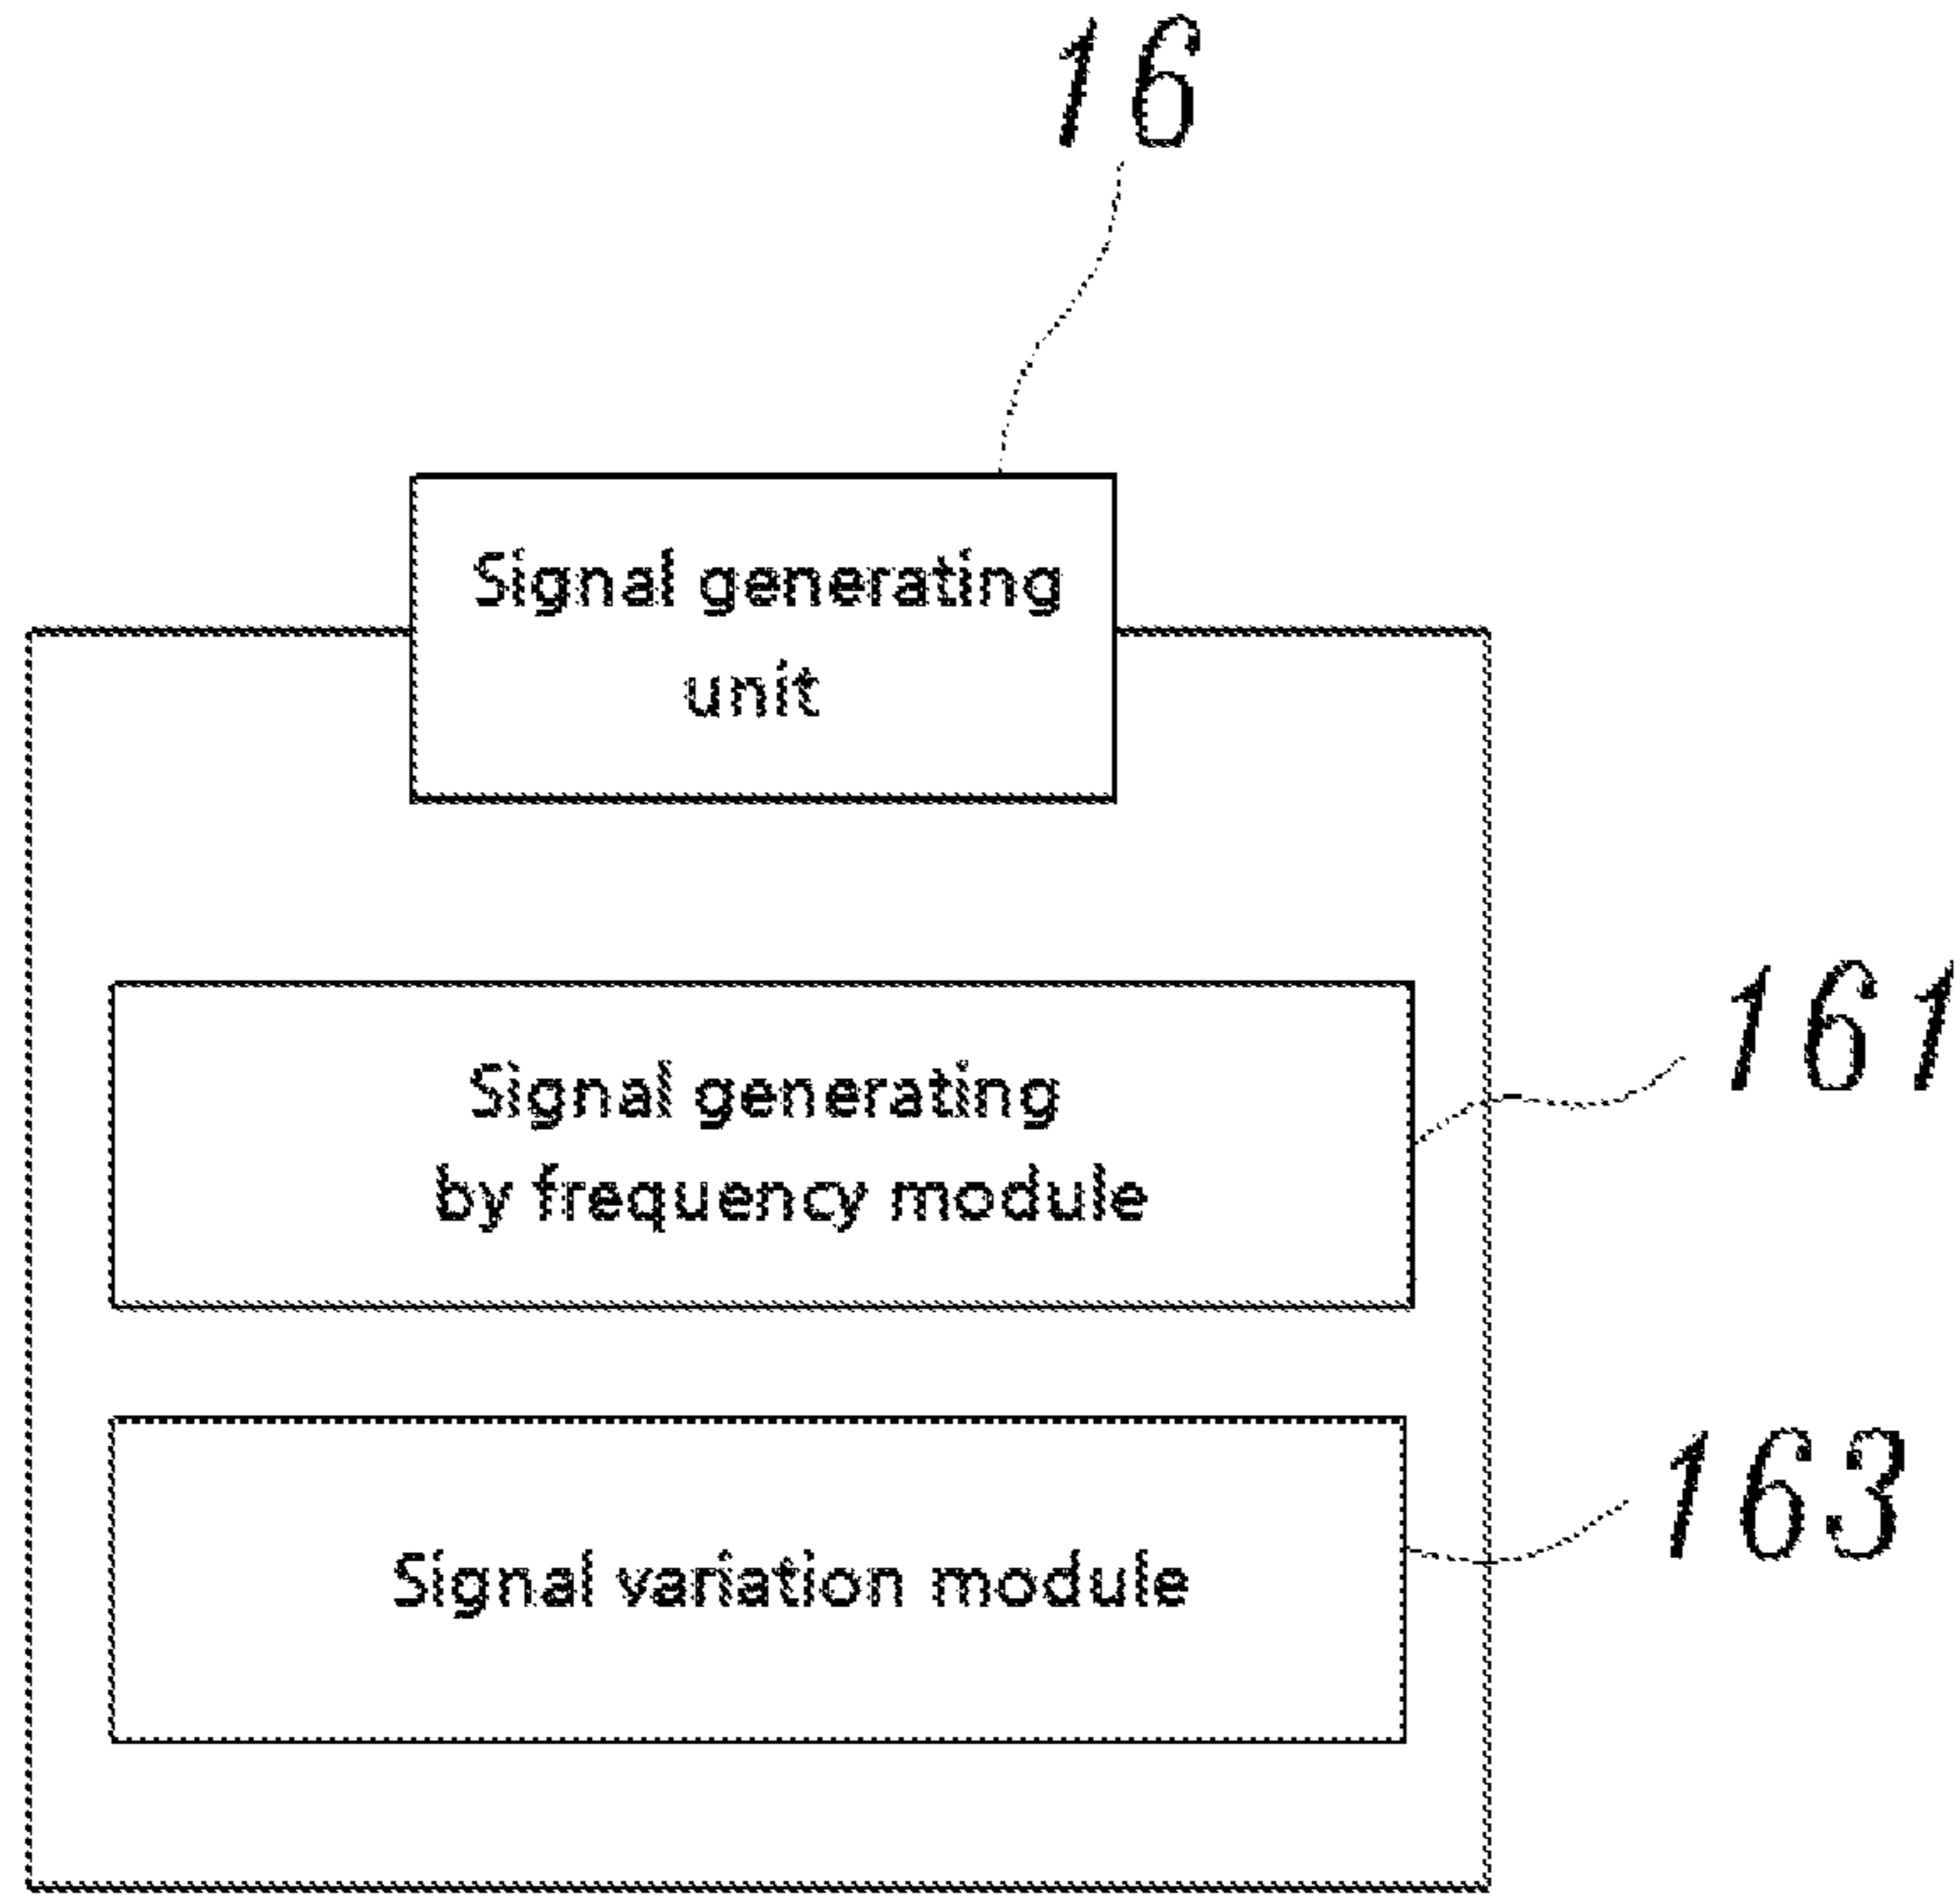 16
Signal generating
unit
Signal generating
by frequency module
161
Signal variation module
163